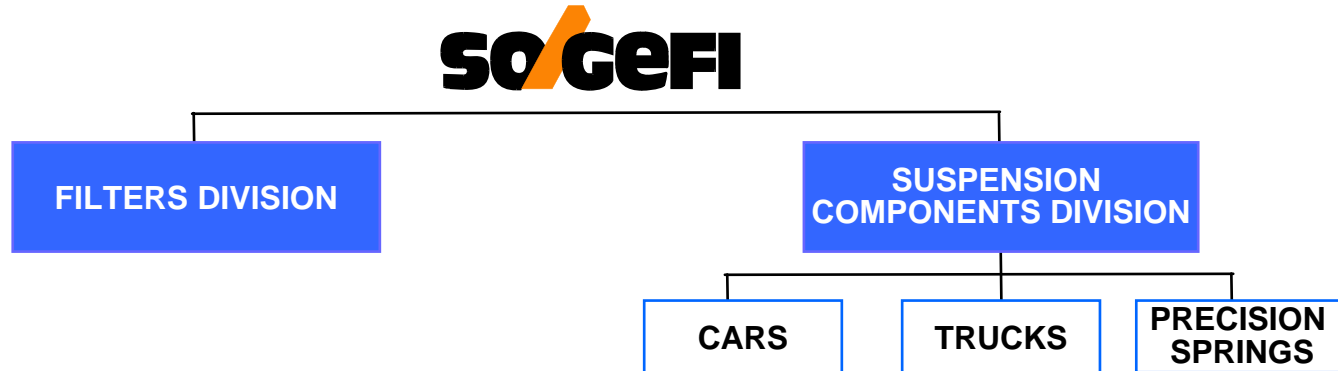 SOGEFI
FILTERS DIVISION
SUSPENSION
COMPONENTS DIVISION
CARS
TRUCKS
PRECISION
SPRINGS